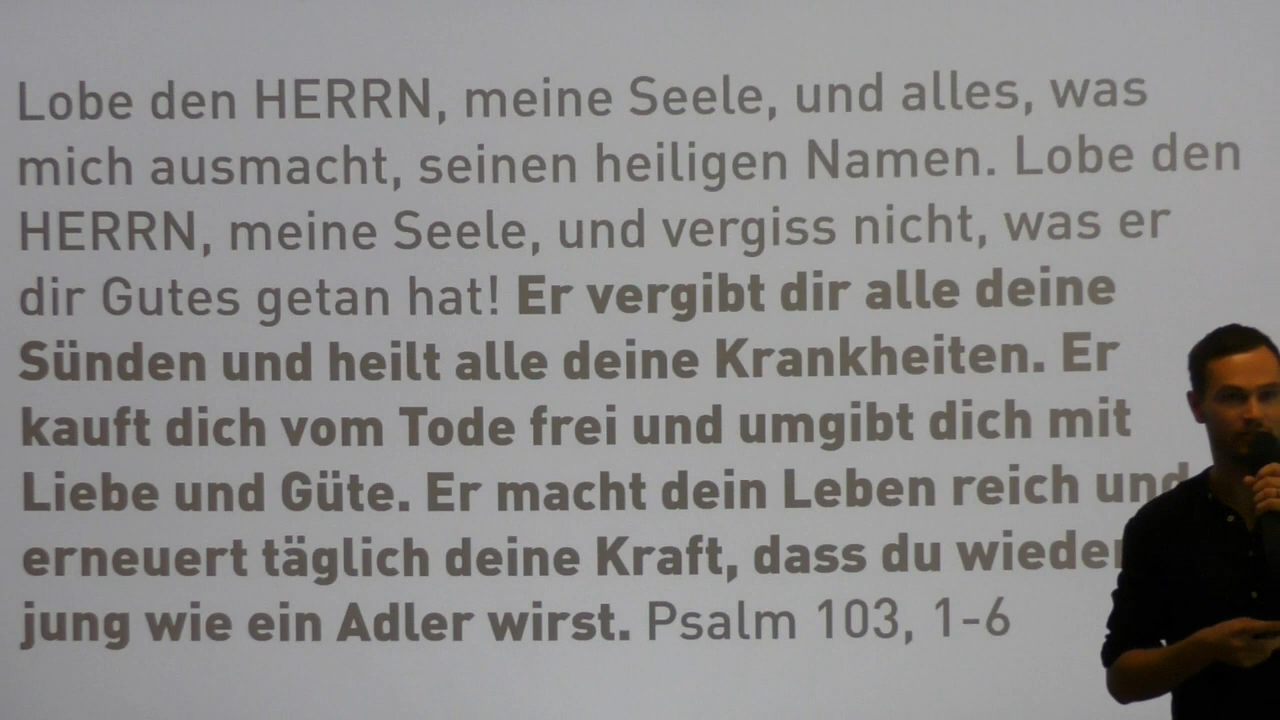 Lobe den HERRN, meine Seele, und alles, was
mich ausmacht, seinen heiligen Namen. Lobe den
HERRN, meine Seele, und vergiss nicht, was er
dir Gutes getan hat! Er vergibt dir alle deine
Sünden und heilt alle deine Krankheiten. Er
kauft dich vom Tode frei und umgibt dich mit
Liebe und Güte. Er macht dein Leben reich und
erneuert täglich deine Kraft, dass du wieder
jung wie ein Adler wirst. Psalm 103, 1-6